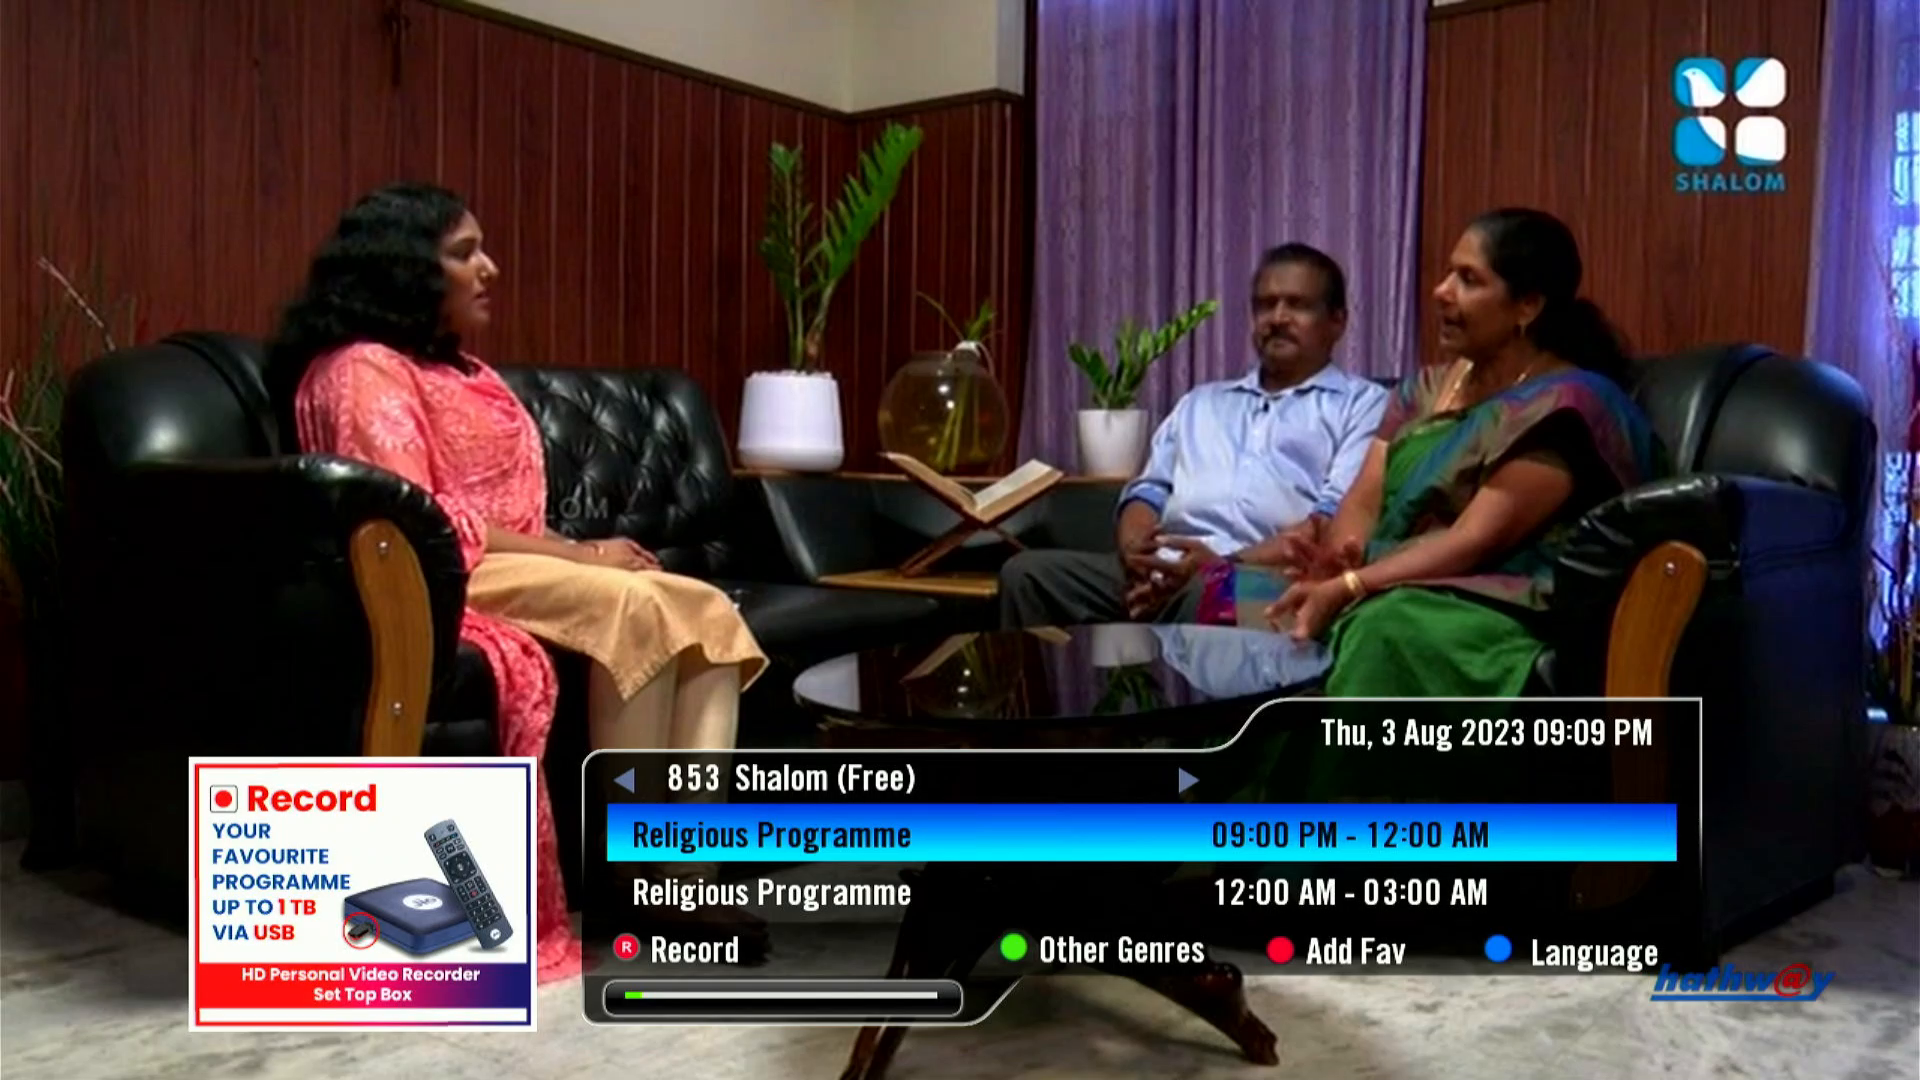 SHALOM
Thu, 3 Aug 2023 09:09 PM
853 Shalom (Free)
Religious Programme 09:00 PM - 12:00 AM
Religious Programme 12:00 AM - 03:00 AM
R Record Other Genres Add Fav Language
hathw@y
Record
YOUR
FAVOURITE
PROGRAMME
UP TO 1 TB
VIA USB
Jio
HD Personal Video Recorder
Set Top Box